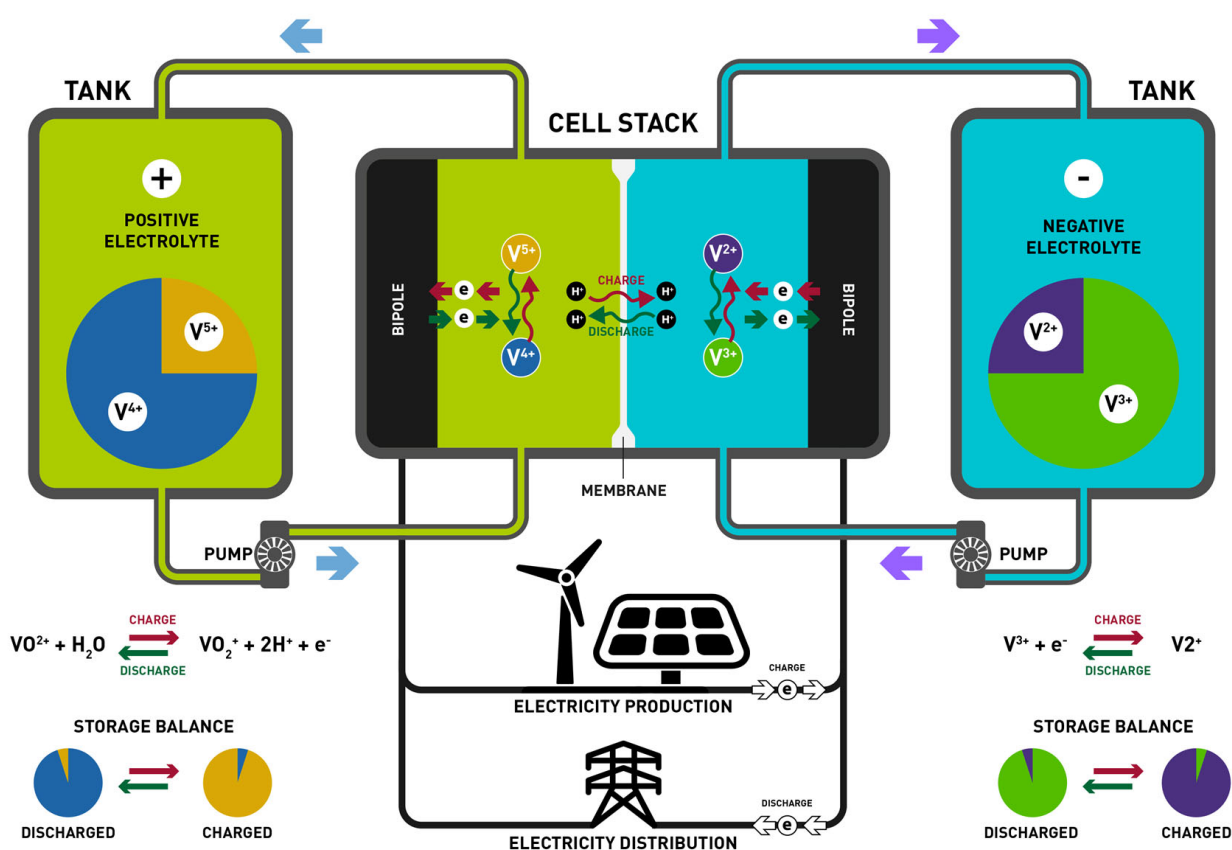 TANK
CELL STACK
TANK
+
POSITIVE
ELECTROLYTE
V⁵⁺
V⁴⁺
BIPOLE
V⁵⁺
V⁴⁺
e
e
H⁺
H⁺
CHARGE
H⁺
H⁺
DISCHARGE
V²⁺
V³⁺
e
e
BIPOLE
-
NEGATIVE
ELECTROLYTE
V²⁺
V³⁺
MEMBRANE
PUMP
PUMP
VO²⁺ + H₂O
CHARGE
DISCHARGE
VO₂⁺ + 2H⁺ + e⁻
V³⁺ + e⁻
CHARGE
DISCHARGE
V2⁺
CHARGE
e
ELECTRICITY PRODUCTION
STORAGE BALANCE
DISCHARGED
CHARGED
DISCHARGE
e
ELECTRICITY DISTRIBUTION
STORAGE BALANCE
DISCHARGED
CHARGED